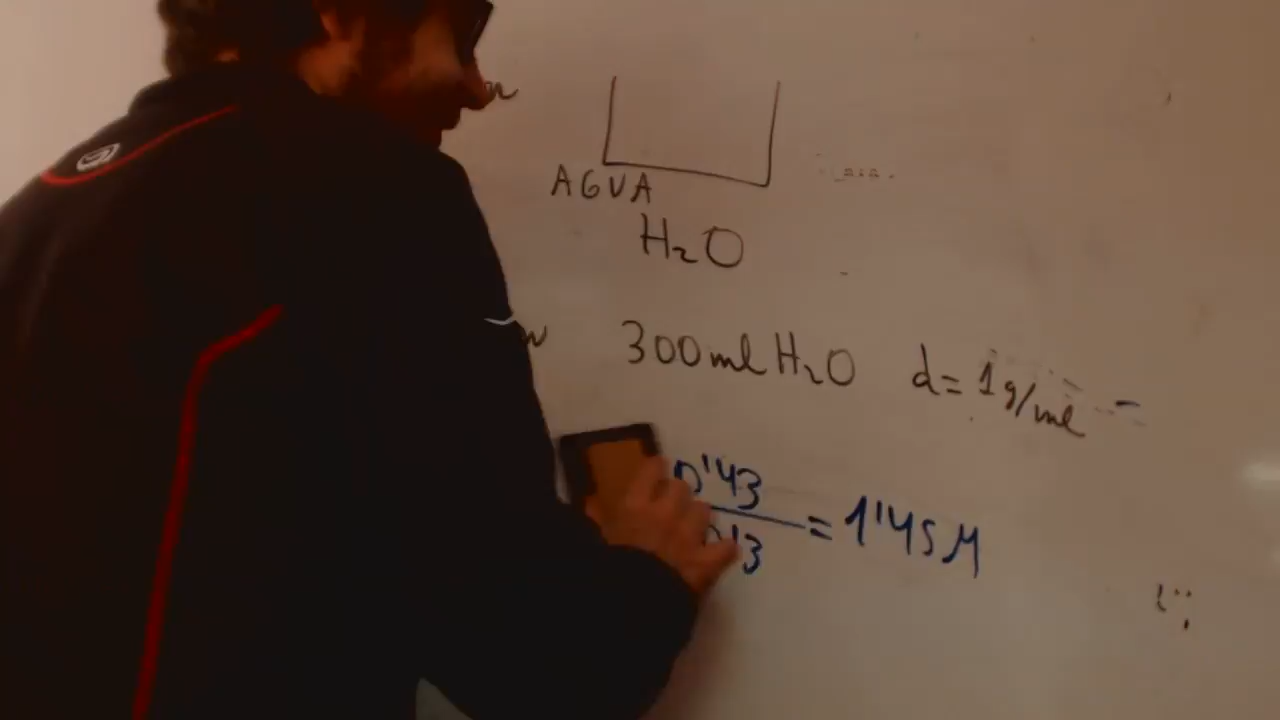 AGUA
H₂O
300ml H₂O d= 1g/ml
0'43
0'3
= 1'45 M